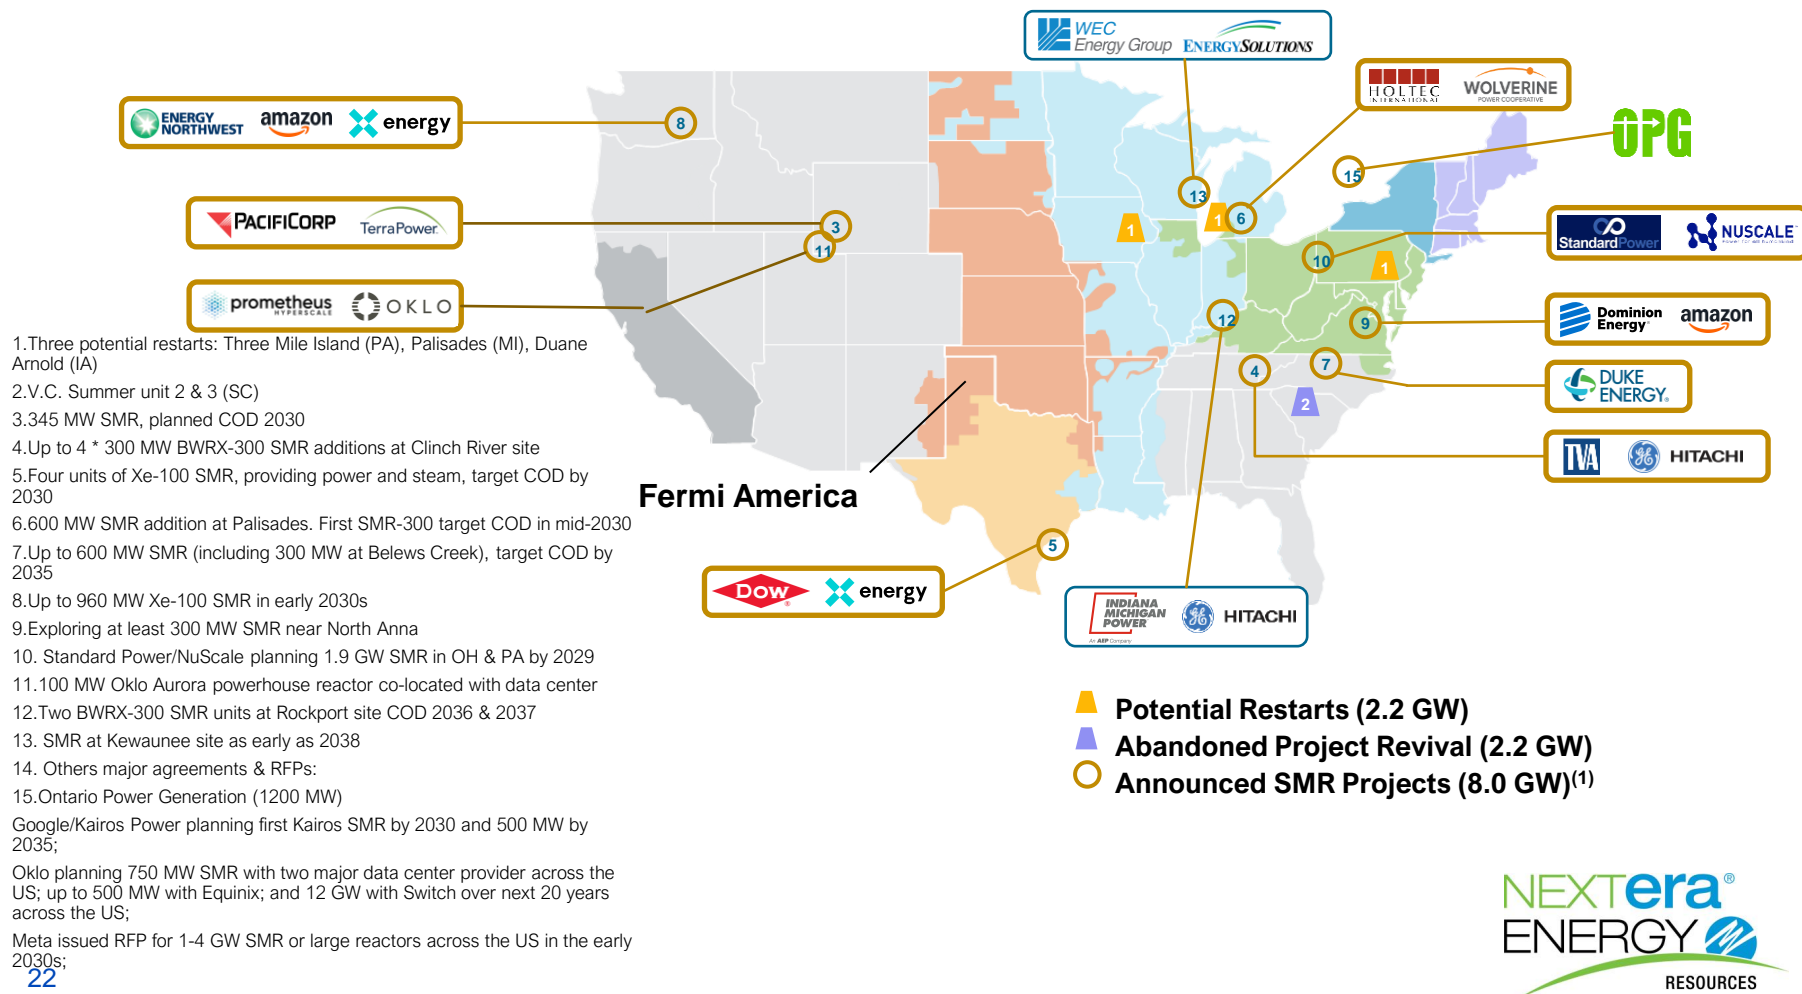 WEC
Energy Group
ENERGYSOLUTIONS
HOLTEC
INTERNATIONAL
WOLVERINE
POWER COOPERATIVE
ENERGY
NORTHWEST
amazon
energy
OPG
PACIFICORP
TerraPower
StandardPower
NUSCALE™
prometheus
HYPERSCALE
OKLO
Dominion
Energy®
amazon
DUKE
ENERGY®
TVA
GE
HITACHI
8
3
11
13
1
1
6
15
10
1
12
9
4
7
2
5
1.Three potential restarts: Three Mile Island (PA), Palisades (MI), Duane
Arnold (IA)
2.V.C. Summer unit 2 & 3 (SC)
3.345 MW SMR, planned COD 2030
4.Up to 4 * 300 MW BWRX-300 SMR additions at Clinch River site
5.Four units of Xe-100 SMR, providing power and steam, target COD by
2030
6.600 MW SMR addition at Palisades. First SMR-300 target COD in mid-2030
7.Up to 600 MW SMR (including 300 MW at Belews Creek), target COD by
2035
8.Up to 960 MW Xe-100 SMR in early 2030s
9.Exploring at least 300 MW SMR near North Anna
10. Standard Power/NuScale planning 1.9 GW SMR in OH & PA by 2029
11.100 MW Oklo Aurora powerhouse reactor co-located with data center
12.Two BWRX-300 SMR units at Rockport site COD 2036 & 2037
13. SMR at Kewaunee site as early as 2038
14. Others major agreements & RFPs:
15.Ontario Power Generation (1200 MW)
Google/Kairos Power planning first Kairos SMR by 2030 and 500 MW by
2035;
Oklo planning 750 MW SMR with two major data center provider across the
US; up to 500 MW with Equinix; and 12 GW with Switch over next 20 years
across the US;
Meta issued RFP for 1-4 GW SMR or large reactors across the US in the early
2030s;
22
Fermi America
DOW®
energy
INDIANA
MICHIGAN
POWER
An AEP Company
GE
HITACHI
Potential Restarts (2.2 GW)
Abandoned Project Revival (2.2 GW)
Announced SMR Projects (8.0 GW)(1)
NEXTera®
ENERGY
RESOURCES